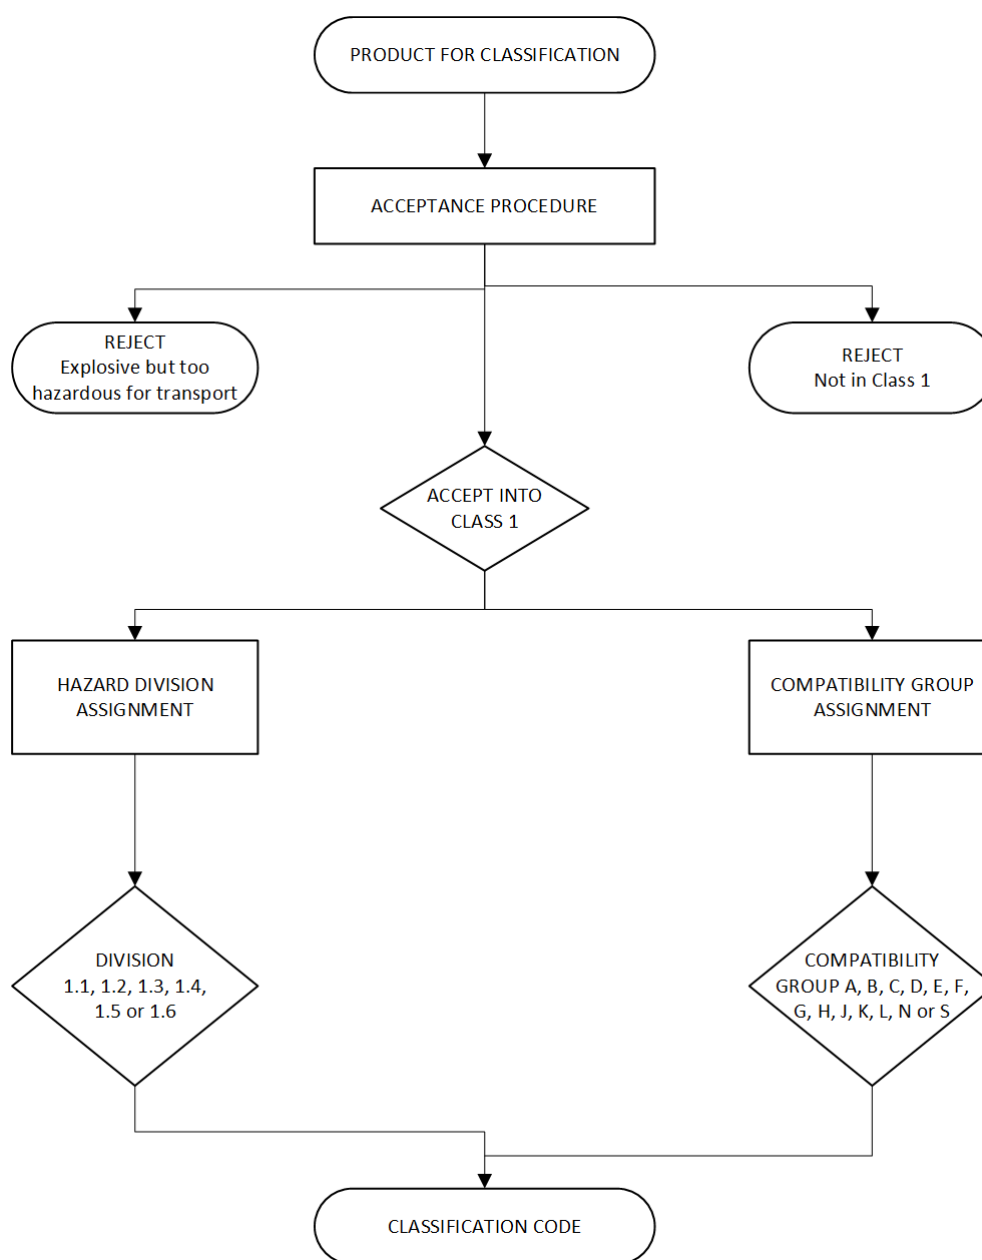 PRODUCT FOR CLASSIFICATION
ACCEPTANCE PROCEDURE
REJECT
Explosive but too
hazardous for transport
REJECT
Not in Class 1
ACCEPT INTO
CLASS 1
HAZARD DIVISION
ASSIGNMENT
COMPATIBILITY GROUP
ASSIGNMENT
DIVISION
1.1, 1.2, 1.3, 1.4,
1.5 or 1.6
COMPATIBILITY
GROUP A, B, C, D, E, F,
G, H, J, K, L, N or S
CLASSIFICATION CODE